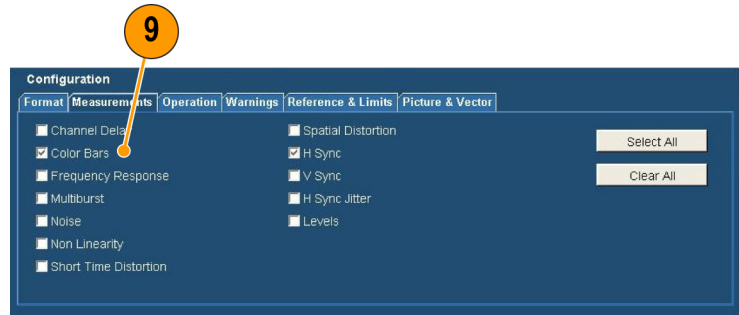 9
Configuration
Format Measurements Operation Warnings Reference & Limits Picture & Vector
Channel Delay
Color Bars
Frequency Response
Multiburst
Noise
Non Linearity
Short Time Distortion
Spatial Distortion
H Sync
V Sync
H Sync Jitter
Levels
Select All
Clear All